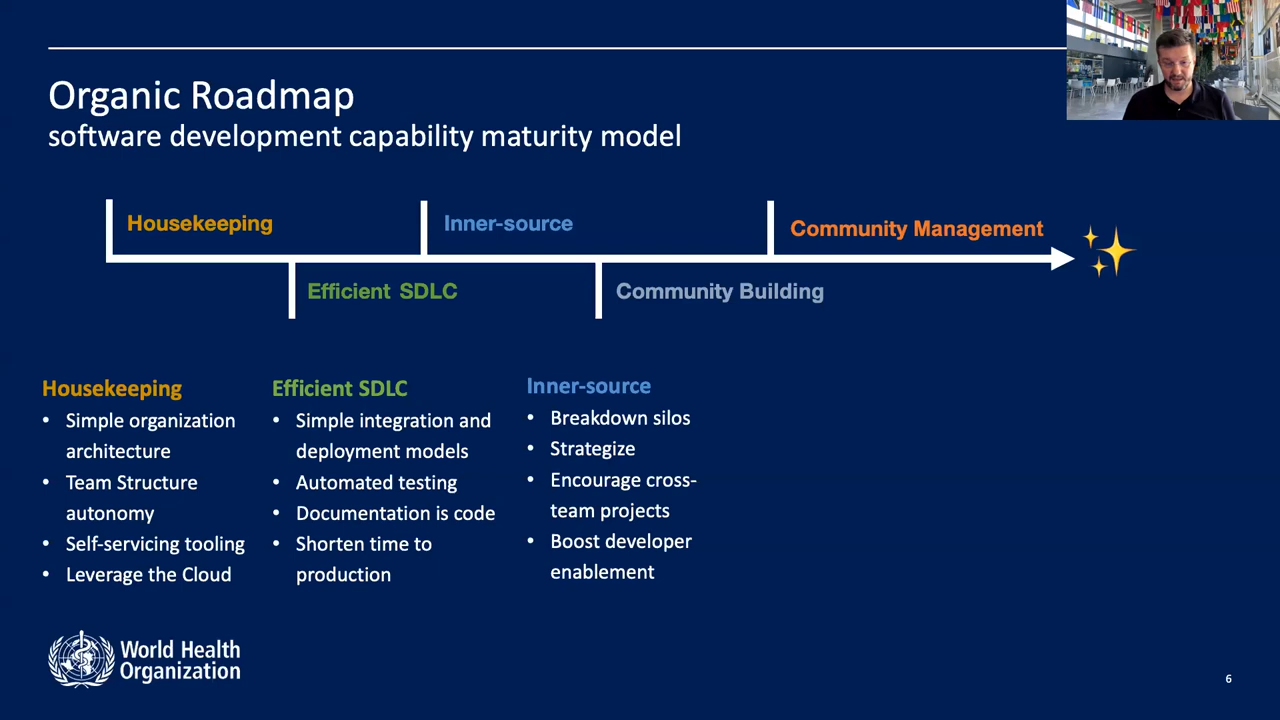 Organic Roadmap
software development capability maturity model
Housekeeping
Inner-source
Community Management
Efficient SDLC
Community Building
Housekeeping
• Simple organization
architecture
• Team Structure
autonomy
• Self-servicing tooling
• Leverage the Cloud
Efficient SDLC
• Simple integration and
deployment models
• Automated testing
• Documentation is code
• Shorten time to
production
Inner-source
• Breakdown silos
• Strategize
• Encourage cross-
team projects
• Boost developer
enablement
World Health
Organization
6